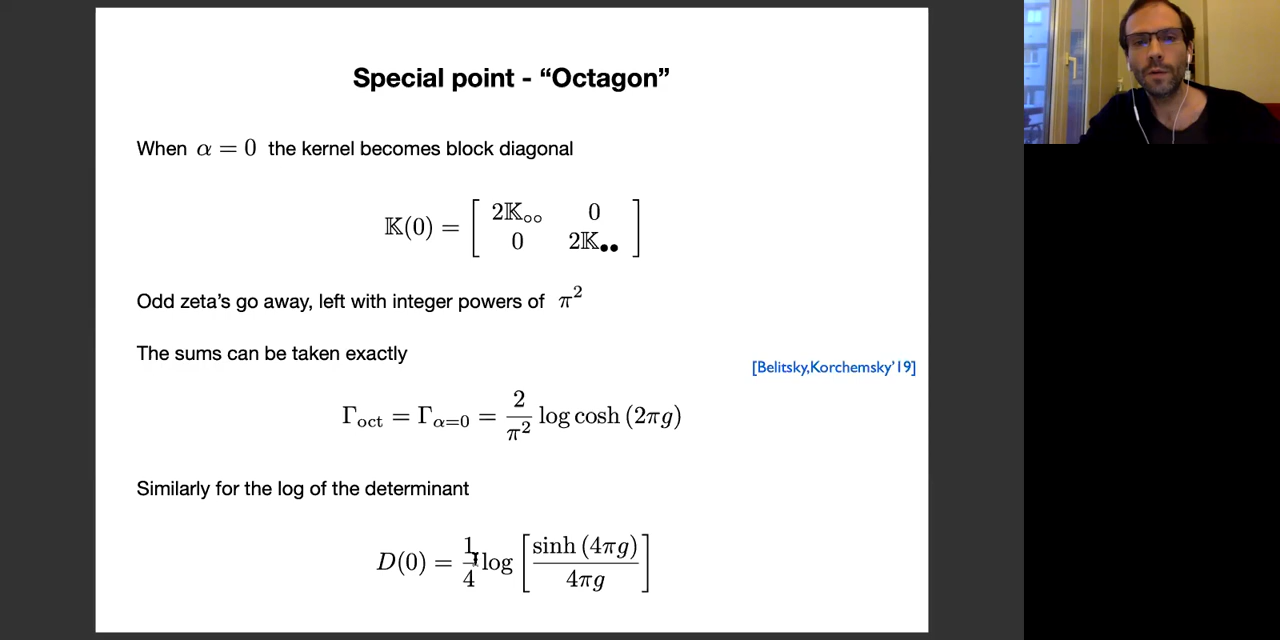 Special point - “Octagon”
When α = 0 the kernel becomes block diagonal
𝕂(0) = [ 2𝕂∘∘ 0
0 2𝕂•• ]
Odd zeta’s go away, left with integer powers of π²
The sums can be taken exactly
[Belitsky,Korchemsky’19]
Γ_oct = Γ_{α=0} = 2/π² log cosh (2πg)
Similarly for the log of the determinant
D(0) = 1/4 log [ sinh (4πg) / 4πg ]